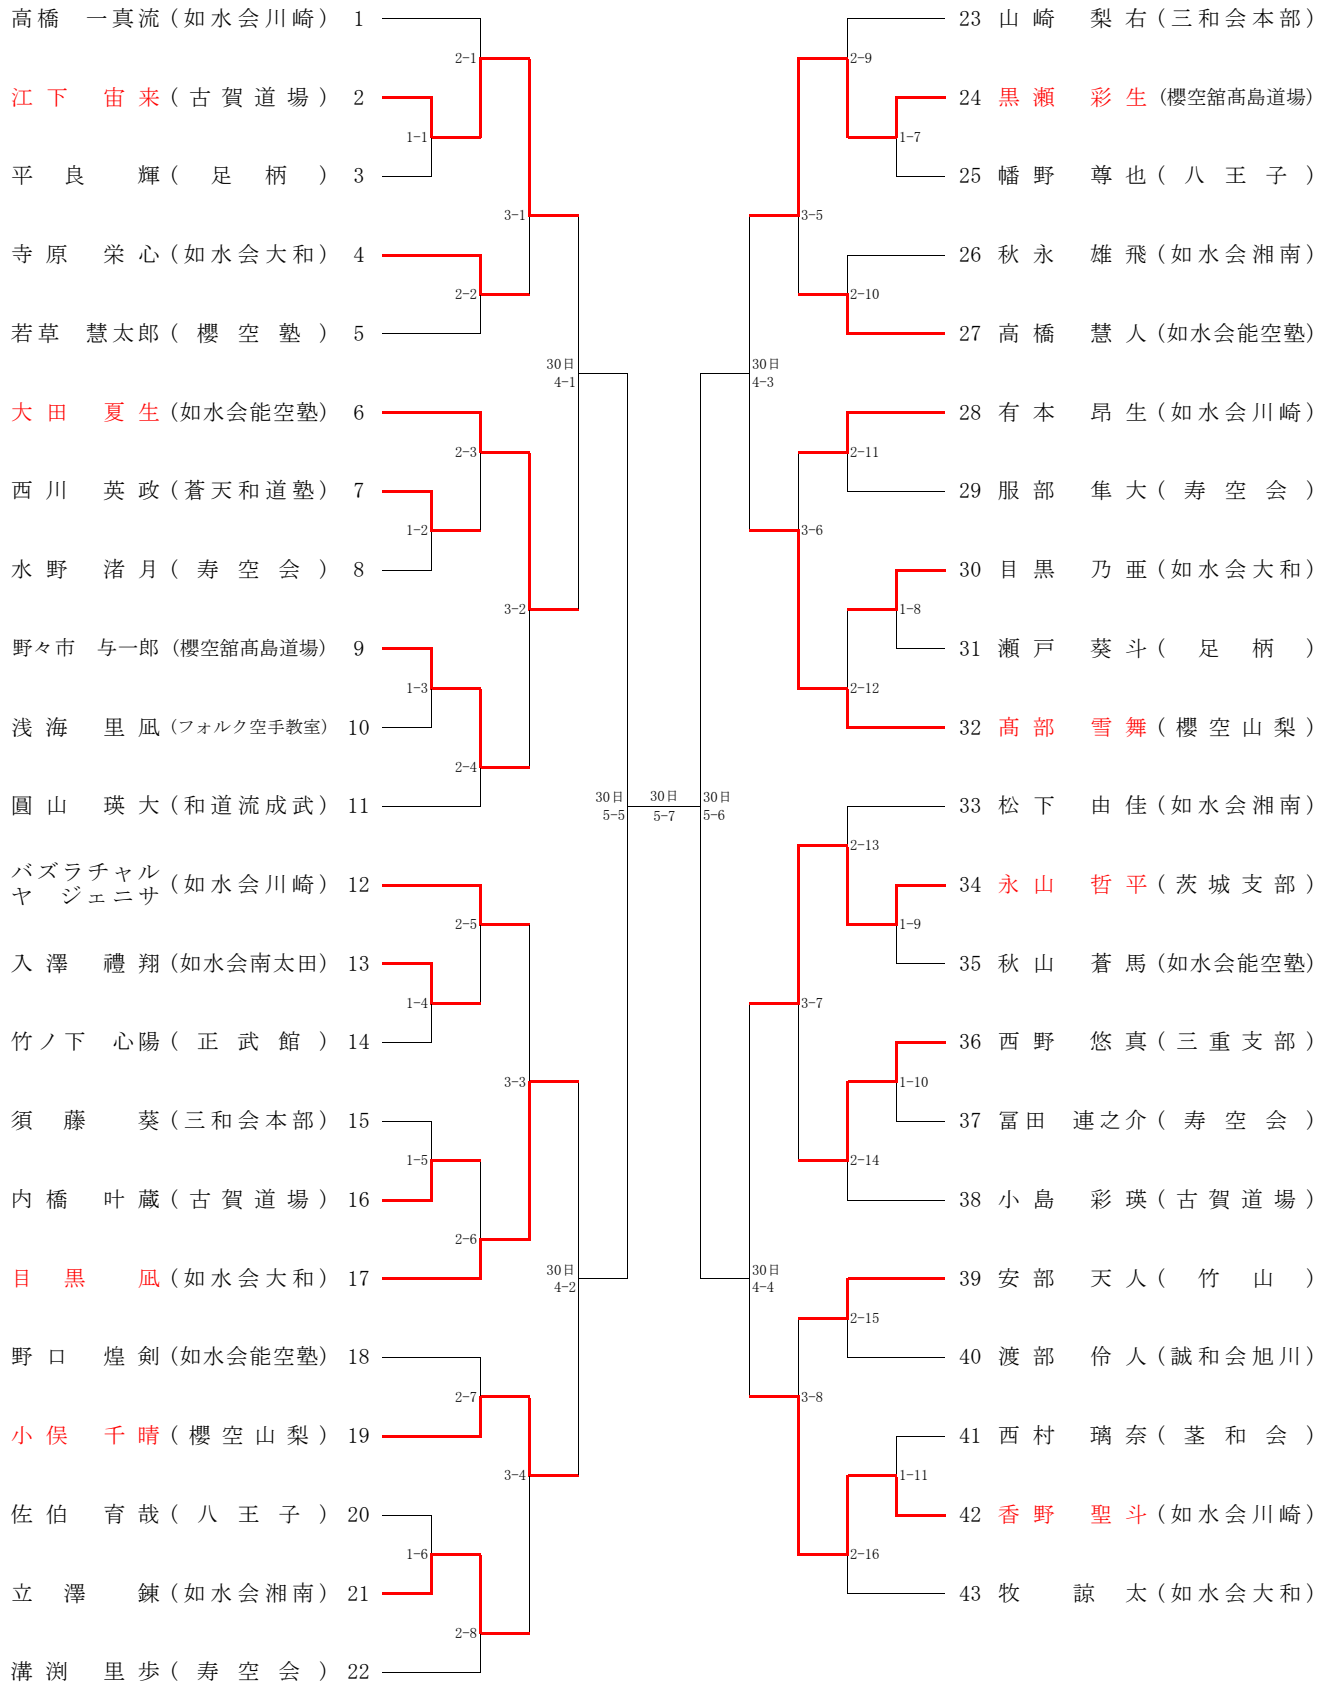 高橋 一真流 (如水会川崎) 1
2-1
江下 宙来 (古賀道場) 2
1-1
平良 輝 (足柄) 3
3-1
寺原 栄心 (如水会大和) 4
2-2
若草 慧太郎 (櫻空塾) 5
30日
4-1
大田 夏生 (如水会能空塾) 6
2-3
西川 英政 (蒼天和道塾) 7
1-2
水野 渚月 (寿空会) 8
3-2
野々市 与一郎 (櫻空舘髙島道場) 9
1-3
浅海 里凪 (フォルク空手教室) 10
2-4
圓山 瑛大 (和道流成武) 11
30日
5-5
バズラチャル
ヤ ジェニサ (如水会川崎) 12
2-5
入澤 禮翔 (如水会南太田) 13
1-4
竹ノ下 心陽 (正武館) 14
3-3
須藤 葵 (三和会本部) 15
1-5
内橋 叶蔵 (古賀道場) 16
2-6
目黒 凪 (如水会大和) 17
30日
4-2
野口 煌剣 (如水会能空塾) 18
2-7
小俣 千晴 (櫻空山梨) 19
3-4
佐伯 育哉 (八王子) 20
1-6
立澤 錬 (如水会湘南) 21
2-8
溝渕 里歩 (寿空会) 22
30日
5-7
23 山崎 梨右 (三和会本部)
2-9
24 黒瀬 彩生 (櫻空舘髙島道場)
1-7
25 幡野 尊也 (八王子)
3-5
26 秋永 雄飛 (如水会湘南)
2-10
27 高橋 慧人 (如水会能空塾)
30日
4-3
28 有本 昂生 (如水会川崎)
2-11
29 服部 隼大 (寿空会)
3-6
30 目黒 乃亜 (如水会大和)
1-8
31 瀬戸 葵斗 (足柄)
2-12
32 髙部 雪舞 (櫻空山梨)
30日
5-6
33 松下 由佳 (如水会湘南)
2-13
34 永山 哲平 (茨城支部)
1-9
35 秋山 蒼馬 (如水会能空塾)
3-7
36 西野 悠真 (三重支部)
1-10
37 冨田 連之介 (寿空会)
2-14
38 小島 彩瑛 (古賀道場)
30日
4-4
39 安部 天人 (竹山)
2-15
40 渡部 伶人 (誠和会旭川)
3-8
41 西村 璃奈 (茎和会)
1-11
42 香野 聖斗 (如水会川崎)
2-16
43 牧 諒太 (如水会大和)